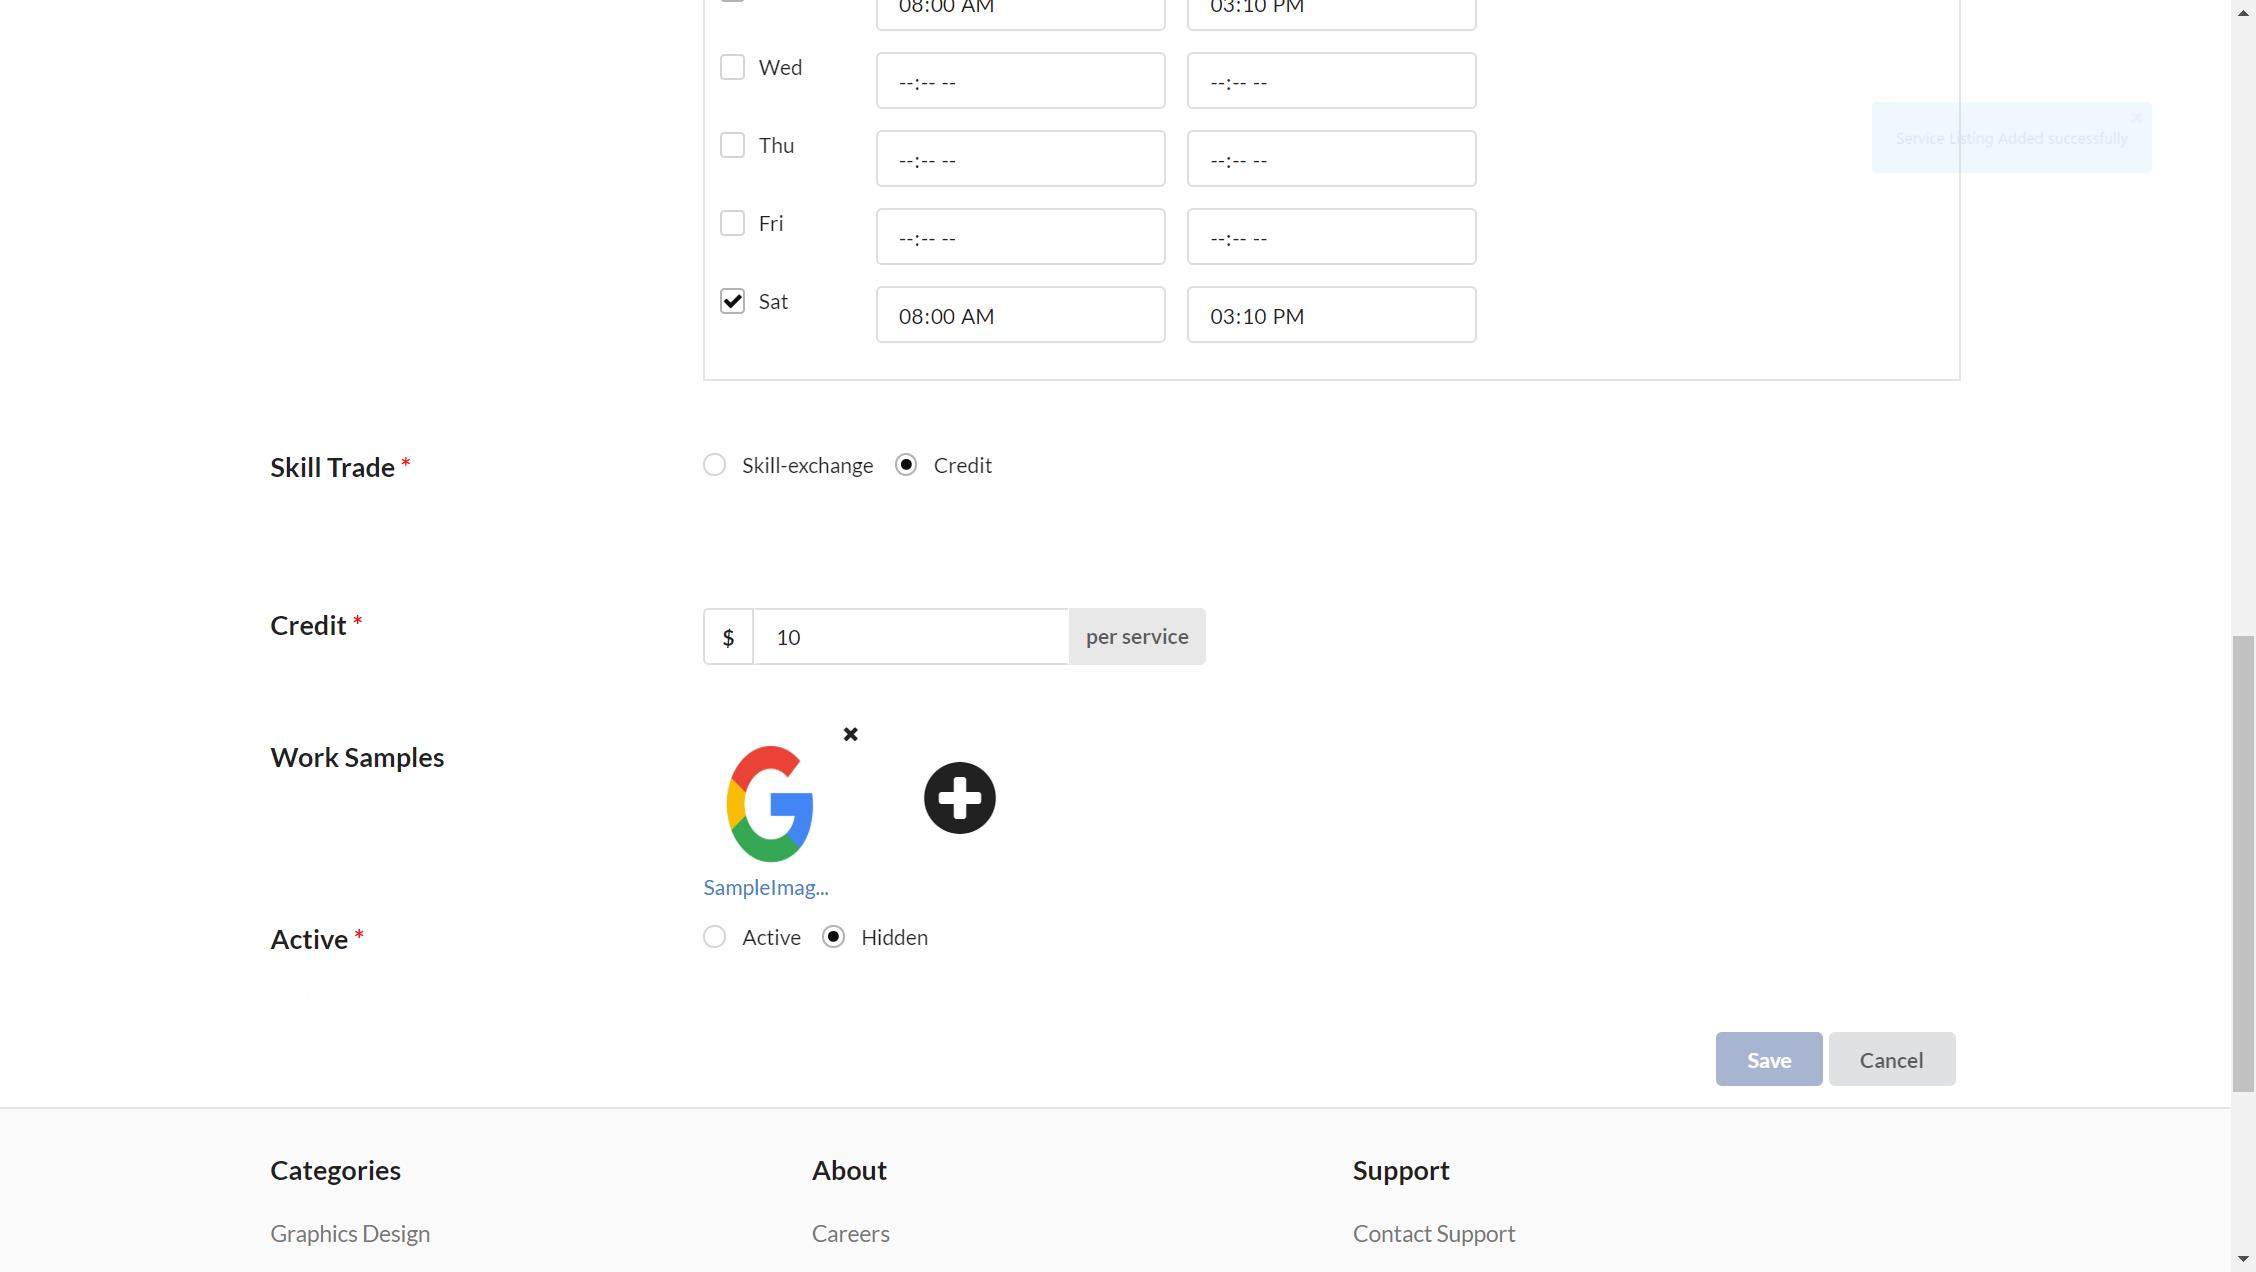 08:00 AM 03:10 PM
Wed --:-- -- --:-- --
Service Listing Added successfully
Thu --:-- -- --:-- --
Fri --:-- -- --:-- --
Sat 08:00 AM 03:10 PM
Skill Trade * Skill-exchange Credit
Credit * $ 10 per service
Work Samples
SampleImag...
Active * Active Hidden
Save Cancel
Categories About Support
Graphics Design Careers Contact Support